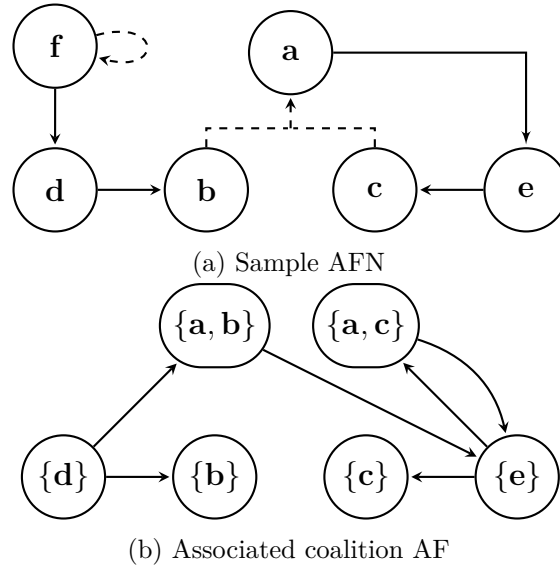 f
a
d
b
c
e
(a) Sample AFN
{a, b}
{a, c}
{d}
{b}
{c}
{e}
(b) Associated coalition AF